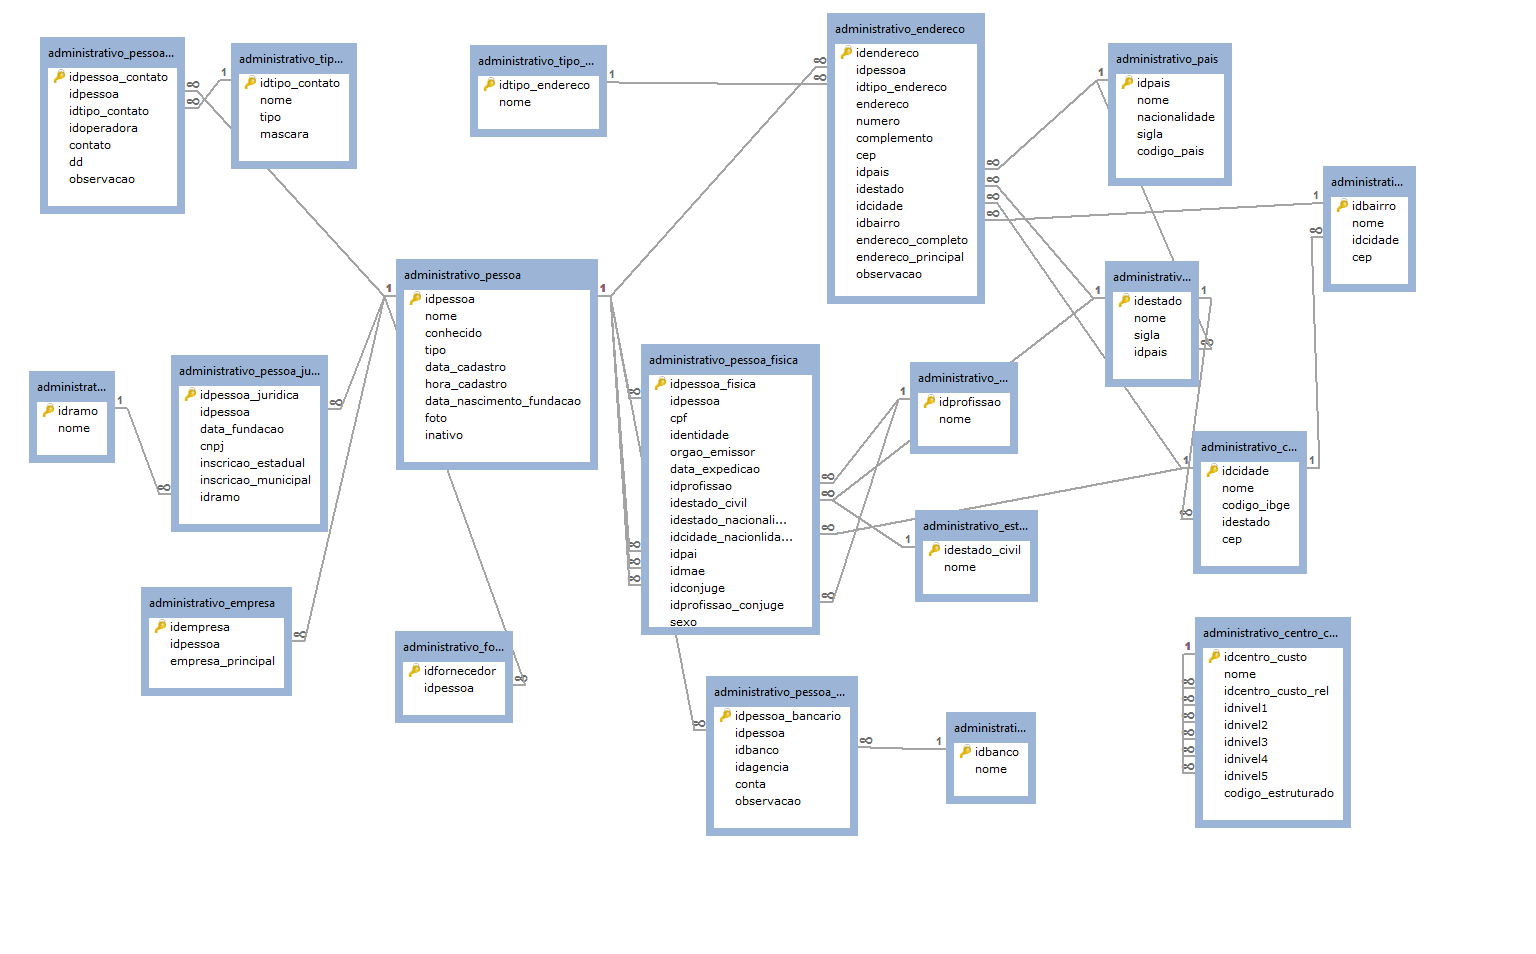 administrativo_pessoa...
idpessoa_contato
idpessoa
idtipo_contato
idoperadora
contato
dd
observacao
administrativo_tip...
idtipo_contato
nome
tipo
mascara
administrativo_tipo_...
idtipo_endereco
nome
administrativo_endereco
idendereco
idpessoa
idtipo_endereco
endereco
numero
complemento
cep
idpais
idestado
idcidade
idbairro
endereco_completo
endereco_principal
observacao
administrativo_pais
idpais
nome
nacionalidade
sigla
codigo_pais
administrati...
idbairro
nome
idcidade
cep
administrativo_pessoa
idpessoa
nome
conhecido
tipo
data_cadastro
hora_cadastro
data_nascimento_fundacao
foto
inativo
administrativ...
idestado
nome
sigla
idpais
administrat...
idramo
nome
administrativo_pessoa_ju...
idpessoa_juridica
idpessoa
data_fundacao
cnpj
inscricao_estadual
inscricao_municipal
idramo
administrativo_pessoa_fisica
idpessoa_fisica
idpessoa
cpf
identidade
orgao_emissor
data_expedicao
idprofissao
idestado_civil
idestado_nacionali...
idcidade_nacionlida...
idpai
idmae
idconjuge
idprofissao_conjuge
sexo
administrativo_...
idprofissao
nome
administrativo_c...
idcidade
nome
codigo_ibge
idestado
cep
administrativo_est...
idestado_civil
nome
administrativo_empresa
idempresa
idpessoa
empresa_principal
administrativo_fo...
idfornecedor
idpessoa
administrativo_pessoa_...
idpessoa_bancario
idpessoa
idbanco
idagencia
conta
observacao
administrati...
idbanco
nome
administrativo_centro_c...
idcentro_custo
nome
idcentro_custo_rel
idnivel1
idnivel2
idnivel3
idnivel4
idnivel5
codigo_estruturado